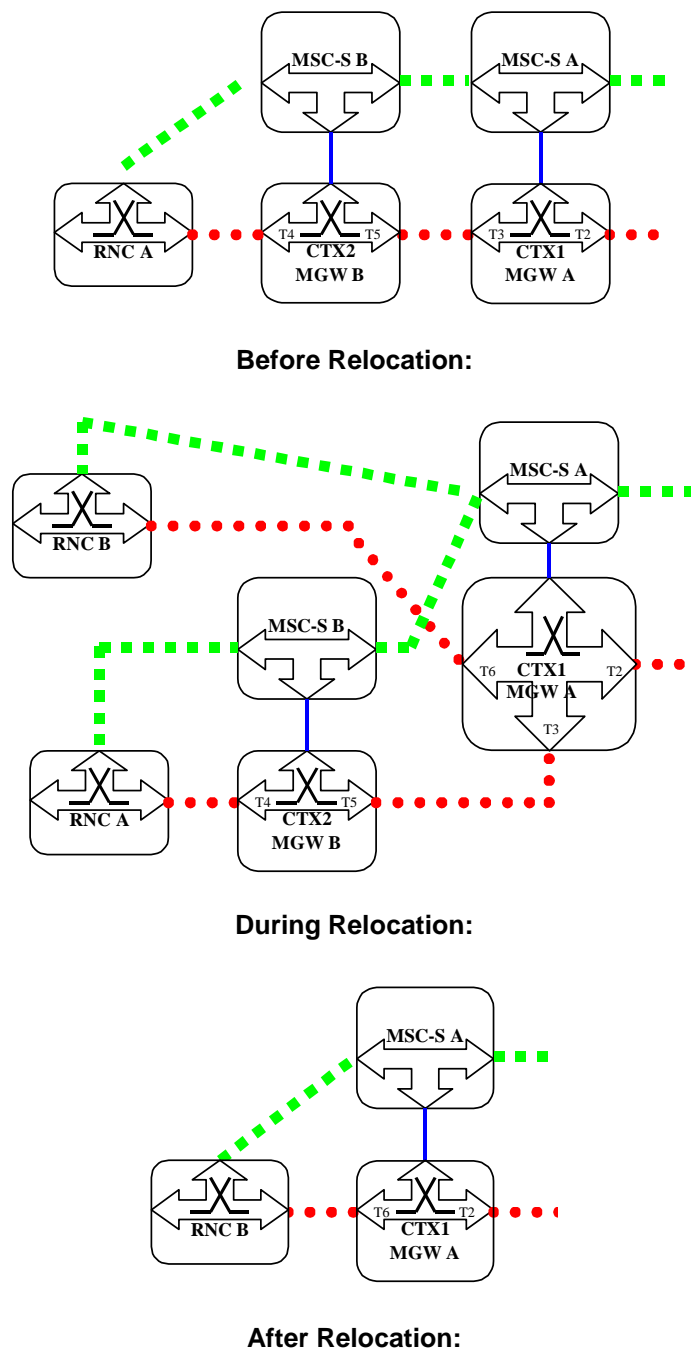 MSC-S B
MSC-S A
RNC A
T4
T5
CTX2
MGW B
T3
T2
CTX1
MGW A
Before Relocation:
MSC-S A
RNC B
MSC-S B
T6
T2
CTX1
MGW A
T3
RNC A
T4
T5
CTX2
MGW B
During Relocation:
MSC-S A
RNC B
T6
T2
CTX1
MGW A
After Relocation: